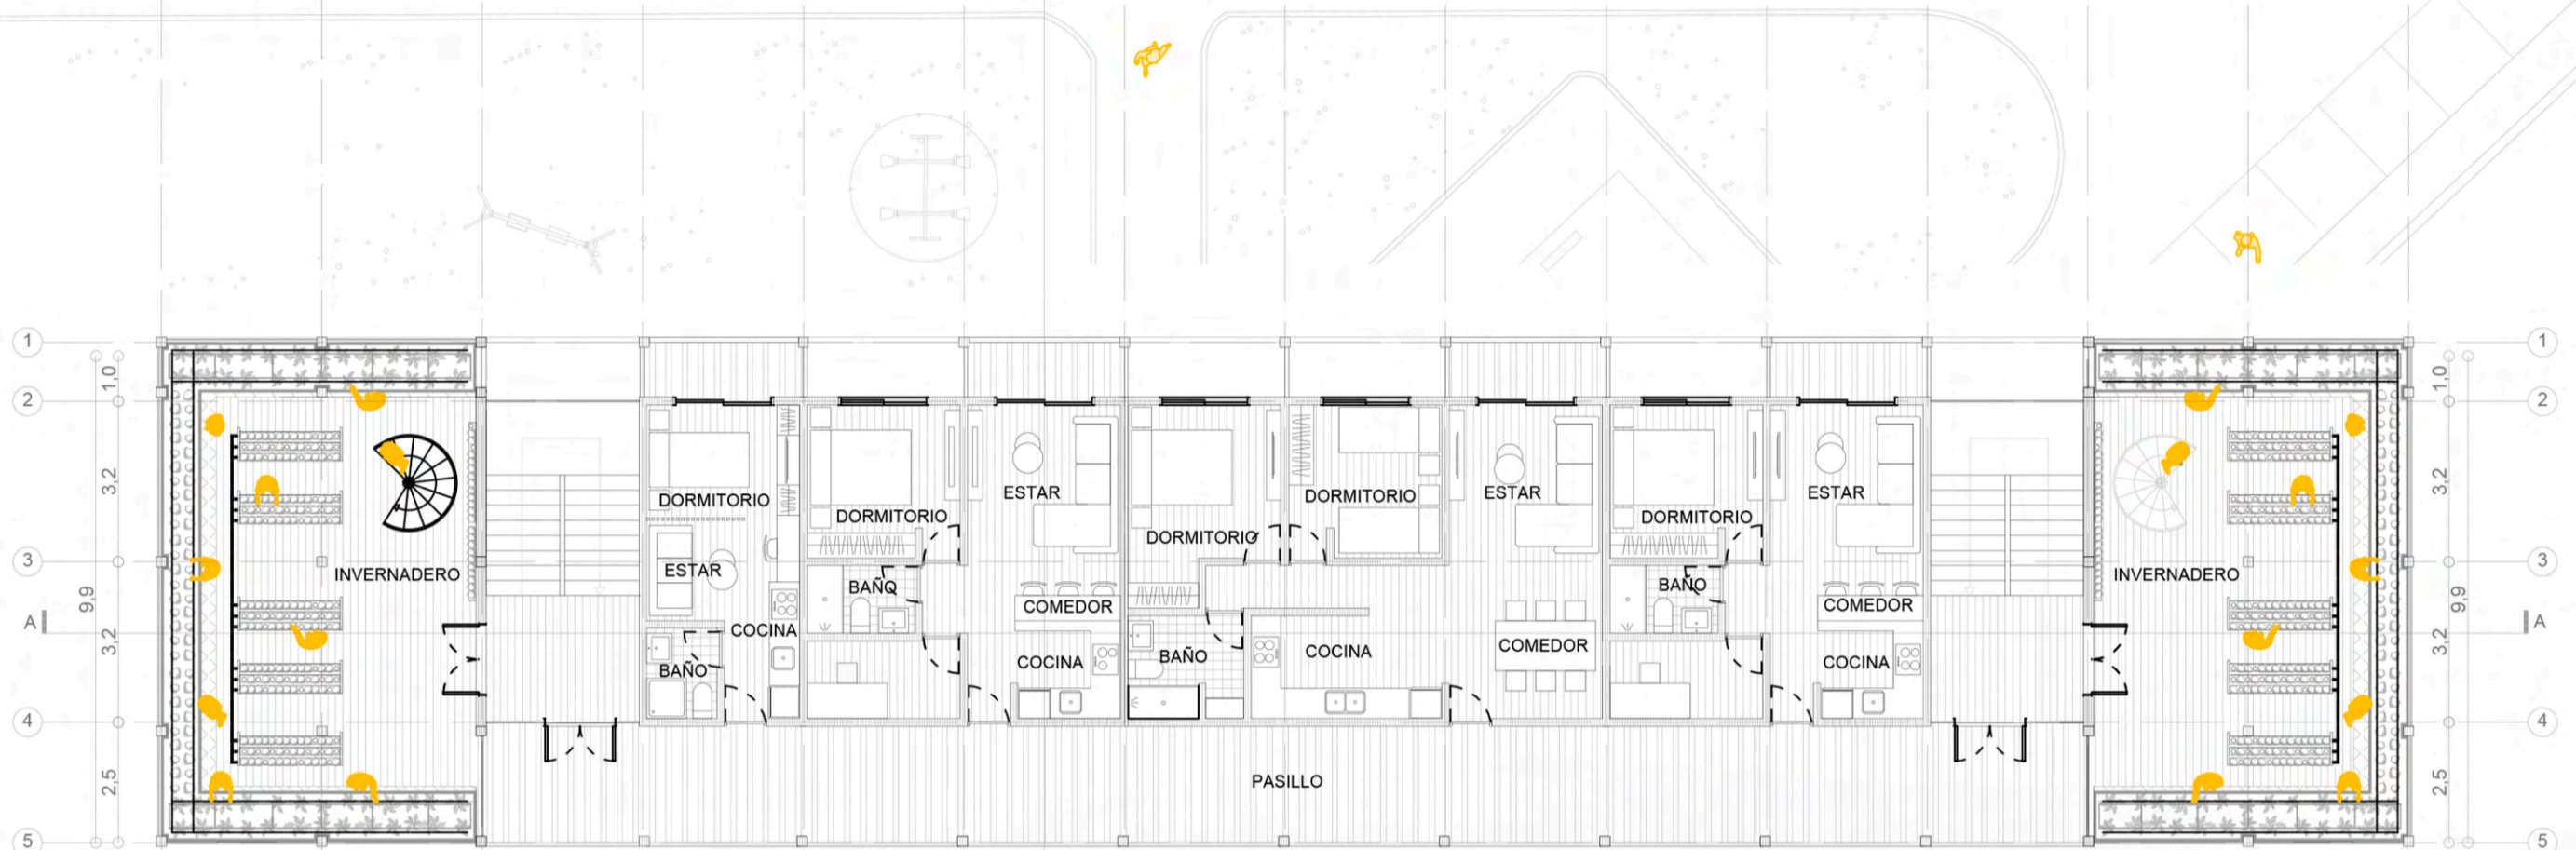 1
1
1,0
1,0
2
2
3,2
3,2
DORMITORIO
ESTAR
DORMITORIO
ESTAR
ESTAR
DORMITORIO
DORMITORIO
DORMITORIO
DORMITORIO
3
INVERNADERO
ESTAR
BAÑO
BAÑO
INVERNADERO
3
9,9
9,9
COMEDOR
COMEDOR
A
A
COCINA
3,2
3,2
BAÑO
COCINA
BAÑO
COCINA
COMEDOR
COCINA
4
4
2,5
PASILLO
2,5
5
5